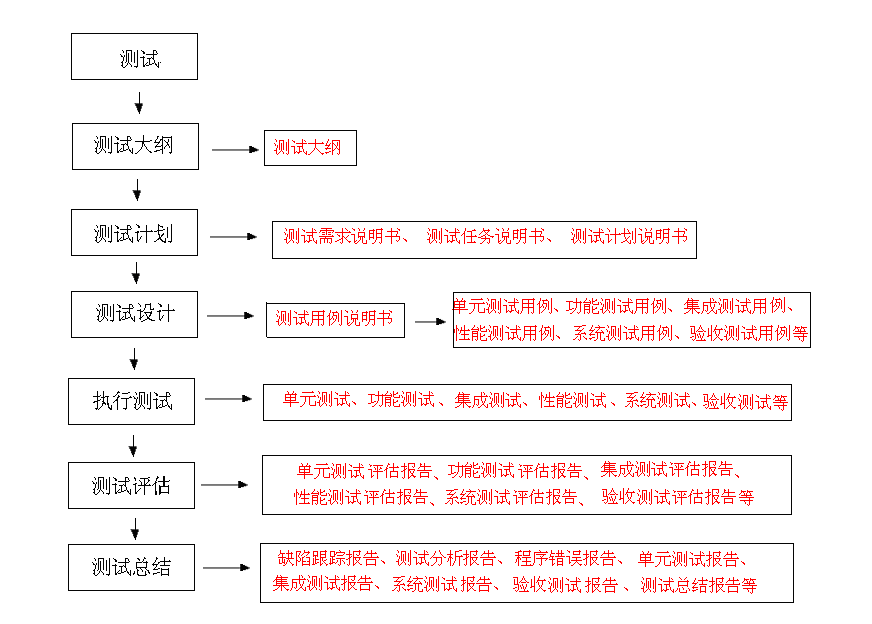 测试
测试大纲
测试大纲
测试计划
测试需求说明书、 测试任务说明书、 测试计划说明书
测试设计
测试用例说明书
单元测试用例、功能测试用例、集成测试用例、
性能测试用例、系统测试用例、验收测试用例等
执行测试
单元测试、功能测试、集成测试、性能测试、系统测试、验收测试等
测试评估
单元测试评估报告、功能测试评估报告、集成测试评估报告、
性能测试评估报告、系统测试评估报告、验收测试评估报告等
测试总结
缺陷跟踪报告、测试分析报告、程序错误报告、单元测试报告、
集成测试报告、系统测试报告、验收测试报告、测试总结报告等